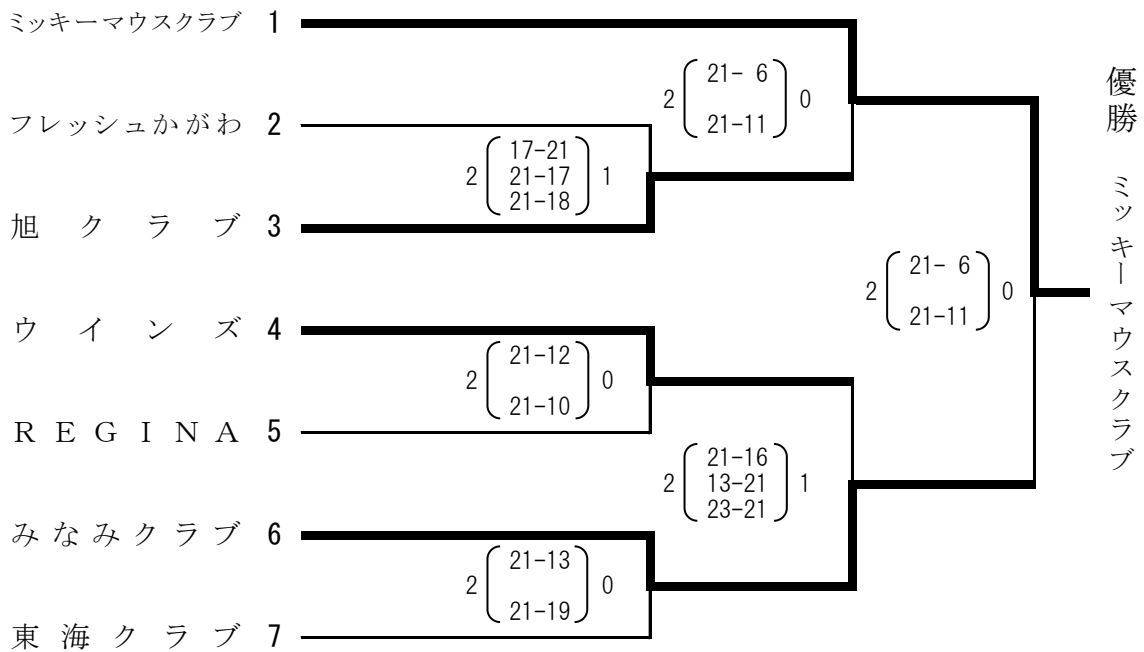 ミッキーマウスクラブ 1
21- 6
2 0
21-11
フレッシュかがわ 2
17-21
2 21-17 1
21-18
旭クラブ 3
21- 6
2 0
21-11
ウインズ 4
21-12
2 0
21-10
REGINA 5
21-16
2 13-21 1
23-21
みなみクラブ 6
21-13
2 0
21-19
東海クラブ 7
優勝 ミッキーマウスクラブ